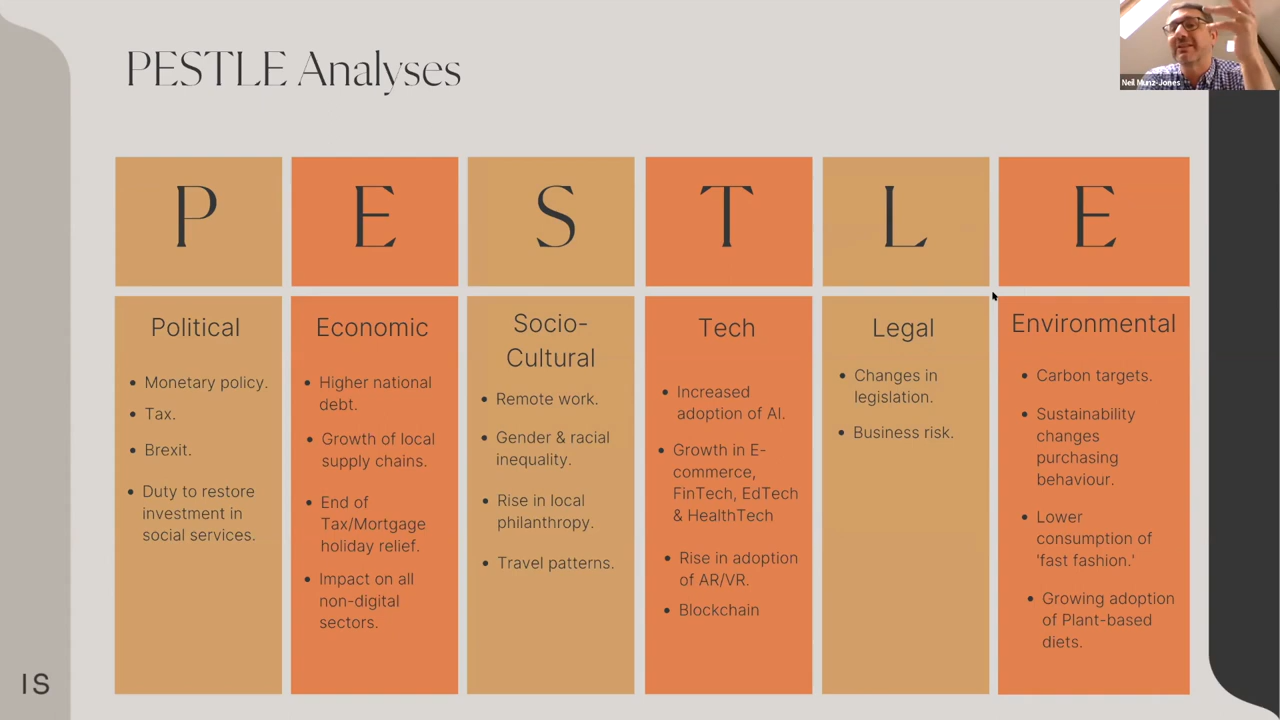 PESTLE Analyses
Neil Munz-Jones
P
E
S
T
L
E
Political
• Monetary policy.
• Tax.
• Brexit.
• Duty to restore
investment in
social services.
Economic
• Higher national
debt.
• Growth of local
supply chains.
• End of
Tax/Mortgage
holiday relief.
• Impact on all
non-digital
sectors.
Socio-
Cultural
• Remote work.
• Gender & racial
inequality.
• Rise in local
philanthropy.
• Travel patterns.
Tech
• Increased
adoption of AI.
• Growth in E-
commerce,
FinTech, EdTech
& HealthTech
• Rise in adoption
of AR/VR.
• Blockchain
Legal
• Changes in
legislation.
• Business risk.
Environmental
• Carbon targets.
• Sustainability
changes
purchasing
behaviour.
• Lower
consumption of
'fast fashion.'
• Growing adoption
of Plant-based
diets.
IS